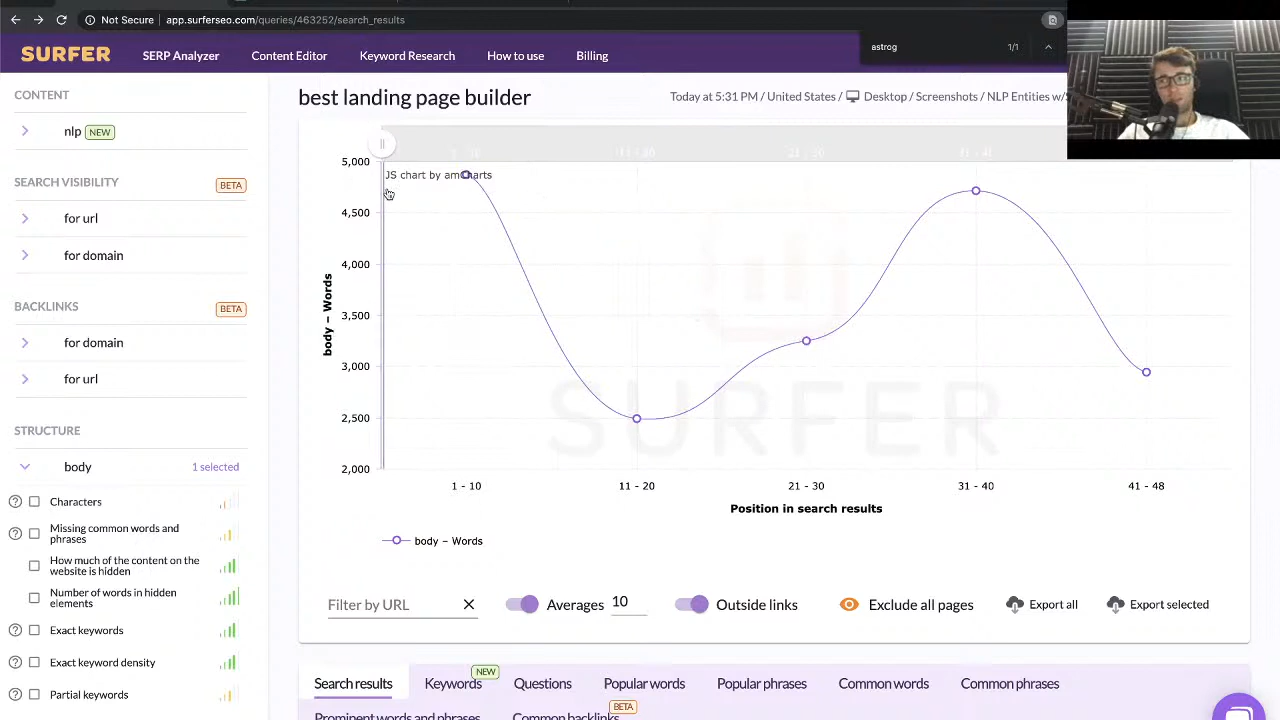 Not Secure | app.surferseo.com/queries/463252/search_results
SURFER
SERP Analyzer
Content Editor
Research
Billing
astrog
1/1
CONTENT
nlp NEW
SEARCH VISIBILITY BETA
for url
for domain
BACKLINKS BETA
for domain
for url
STRUCTURE
body 1 selected
Characters
Missing common words and
phrases
How much of the content on the
website is hidden
Number of words in hidden
elements
Exact keywords
Exact keyword density
Partial keywords
best landing page builder
Today at 5:31 PM / United States / Desktop / Screenshots / NLP Entities w/
11 - 20
21 - 30
31 - 40
JS chart by amcharts
5,000
4,500
4,000
3,500
3,000
2,500
2,000
body – Words
SURFER
1 - 10
11 - 20
21 - 30
31 - 40
41 - 48
Position in search results
body – Words
Filter by URL
Averages 10
Outside links
Exclude all pages
Export all
Export selected
Search results
Keywords NEW
Questions
Popular words
Popular phrases
Common words
Common phrases
Prominent words and phrases
Common backlinks BETA